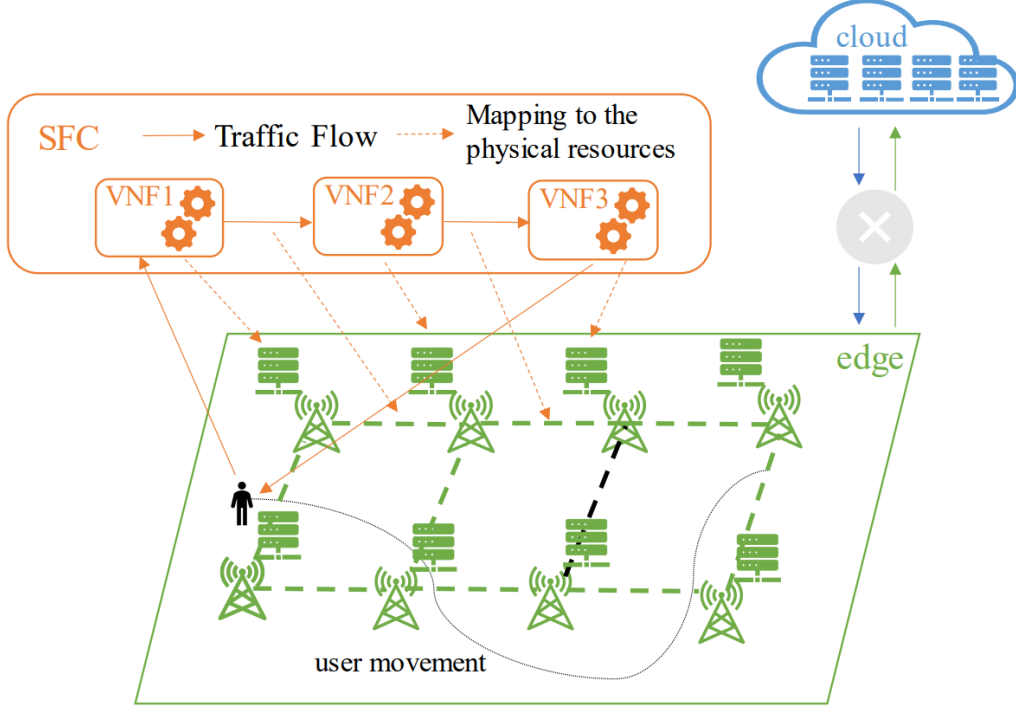 cloud
SFC
Traffic Flow
Mapping to the
physical resources
VNF1
VNF2
VNF3
edge
user movement